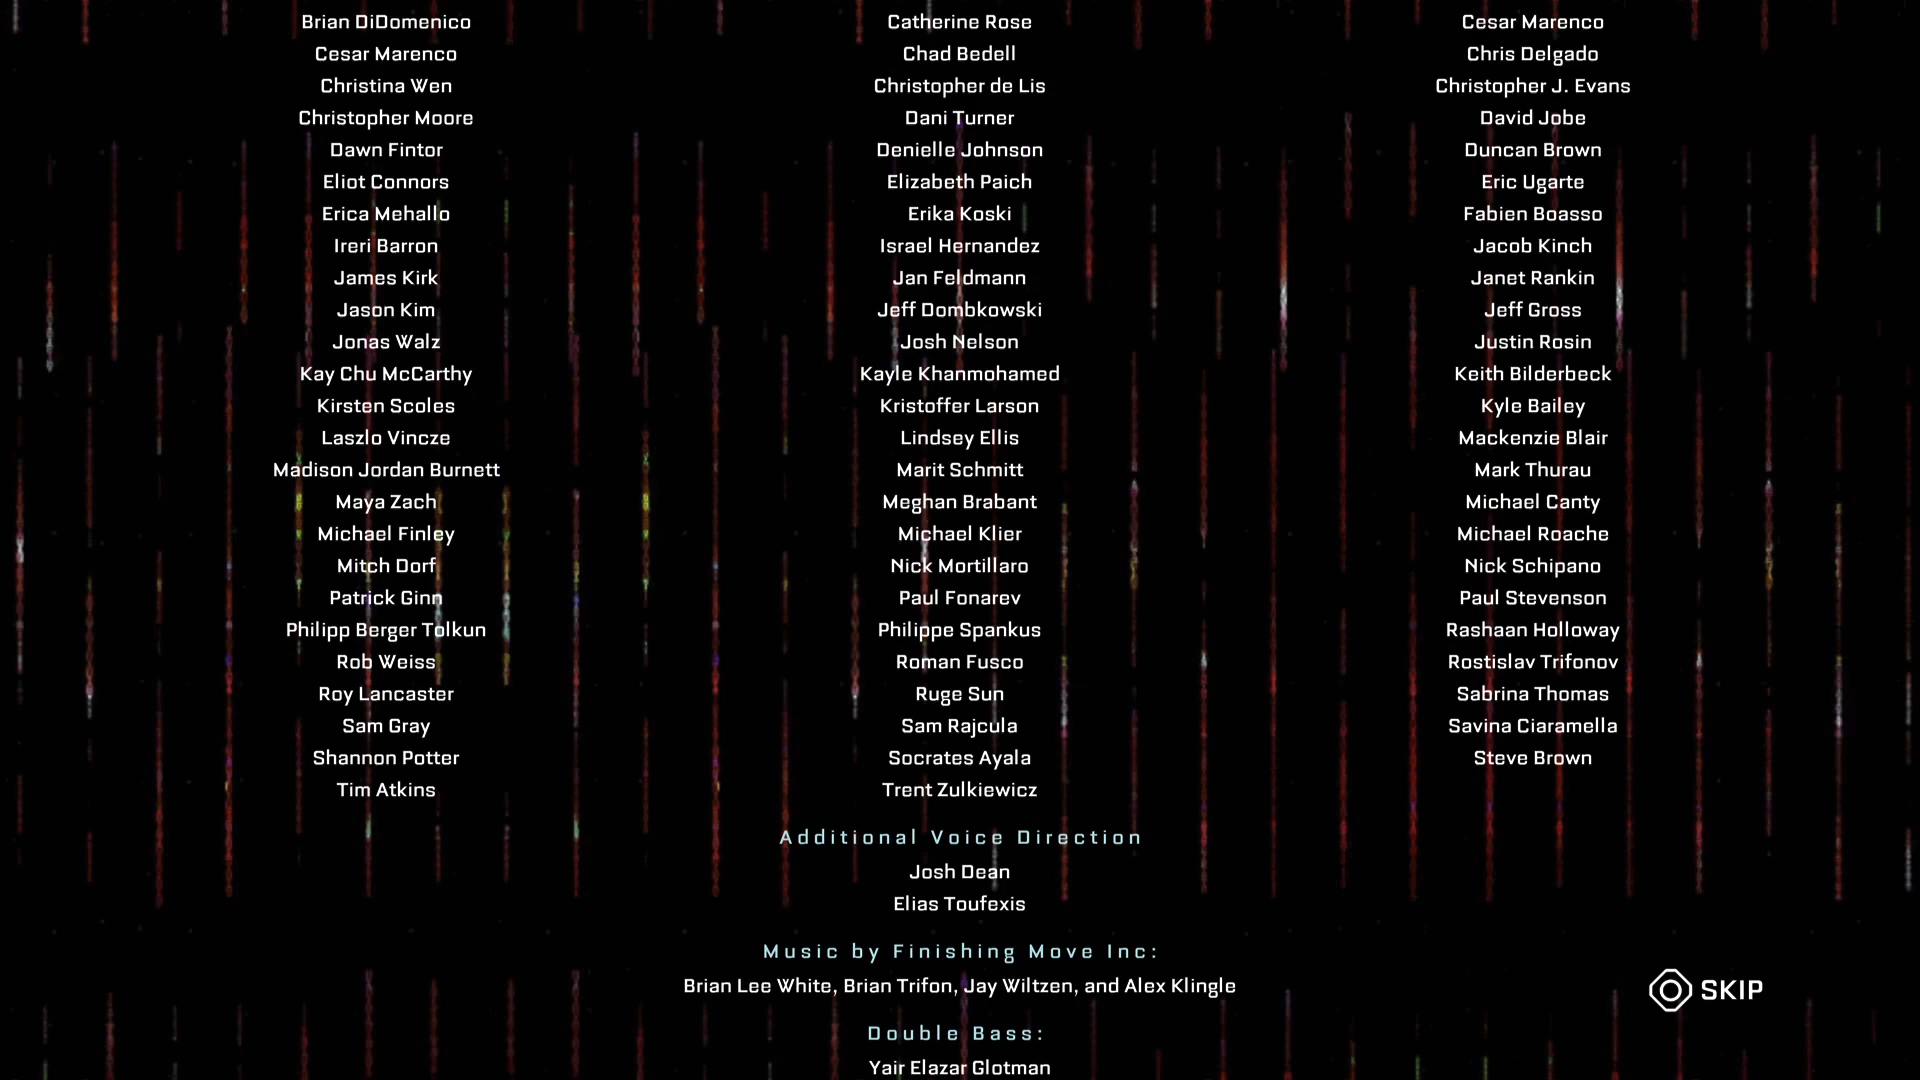 Brian DiDomenico
Cesar Marenco
Christina Wen
Christopher Moore
Dawn Fintor
Eliot Connors
Erica Mehallo
Ireri Barron
James Kirk
Jason Kim
Jonas Walz
Kay Chu McCarthy
Kirsten Scoles
Laszlo Vincze
Madison Jordan Burnett
Maya Zach
Michael Finley
Mitch Dorf
Patrick Ginn
Philipp Berger Tolkun
Rob Weiss
Roy Lancaster
Sam Gray
Shannon Potter
Tim Atkins
Catherine Rose
Chad Bedell
Christopher de Lis
Dani Turner
Denielle Johnson
Elizabeth Paich
Erika Koski
Israel Hernandez
Jan Feldmann
Jeff Dombkowski
Josh Nelson
Kayle Khanmohamed
Kristoffer Larson
Lindsey Ellis
Marit Schmitt
Meghan Brabant
Michael Klier
Nick Mortillaro
Paul Fonarev
Philippe Spankus
Roman Fusco
Ruge Sun
Sam Rajcula
Socrates Ayala
Trent Zulkiewicz
Cesar Marenco
Chris Delgado
Christopher J. Evans
David Jobe
Duncan Brown
Eric Ugarte
Fabien Boasso
Jacob Kinch
Janet Rankin
Jeff Gross
Justin Rosin
Keith Bilderbeck
Kyle Bailey
Mackenzie Blair
Mark Thurau
Michael Canty
Michael Roache
Nick Schipano
Paul Stevenson
Rashaan Holloway
Rostislav Trifonov
Sabrina Thomas
Savina Ciaramella
Steve Brown
Additional Voice Direction
Josh Dean
Elias Toufexis
Music by Finishing Move Inc:
Brian Lee White, Brian Trifon, Jay Wiltzen, and Alex Klingle
Double Bass:
Yair Elazar Glotman
SKIP